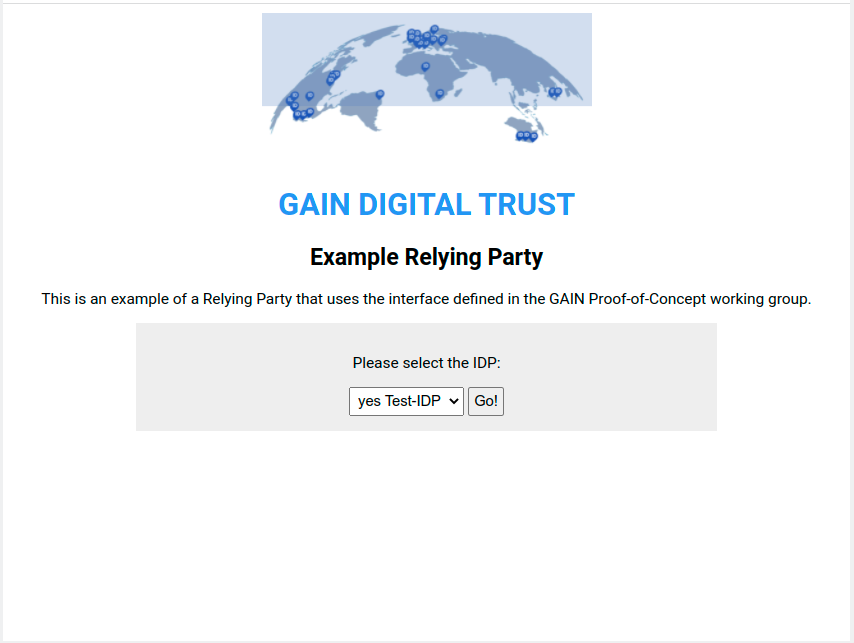 GAIN DIGITAL TRUST
Example Relying Party
This is an example of a Relying Party that uses the interface defined in the GAIN Proof-of-Concept working group.
Please select the IDP:
yes Test-IDP Go!